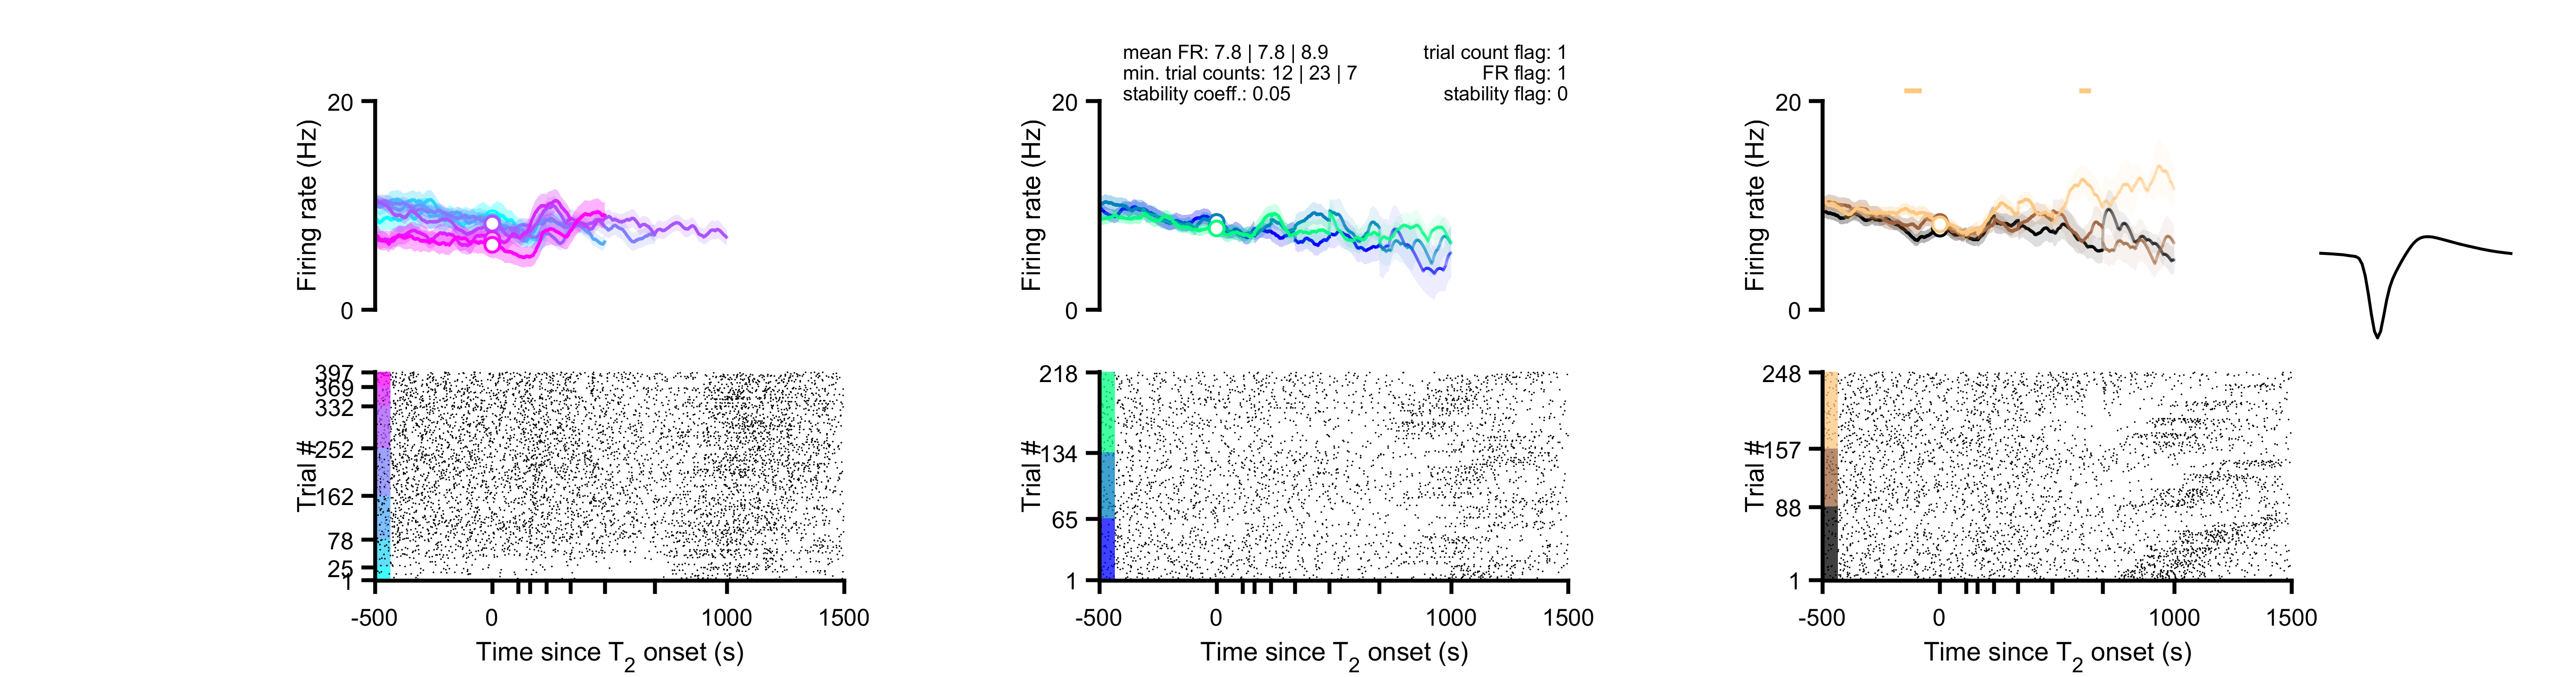 mean FR: 7.8 | 7.8 | 8.9
min. trial counts: 12 | 23 | 7
stability coeff.: 0.05
trial count flag: 1
FR flag: 1
stability flag: 0
20
Firing rate (Hz)
0
20
Firing rate (Hz)
0
20
Firing rate (Hz)
0
397
369
332
252
162
78
25
1
Trial #
-500
0
1000
1500
Time since T2 onset (s)
218
134
65
1
Trial #
-500
0
1000
1500
Time since T2 onset (s)
248
157
88
1
Trial #
-500
0
1000
1500
Time since T2 onset (s)